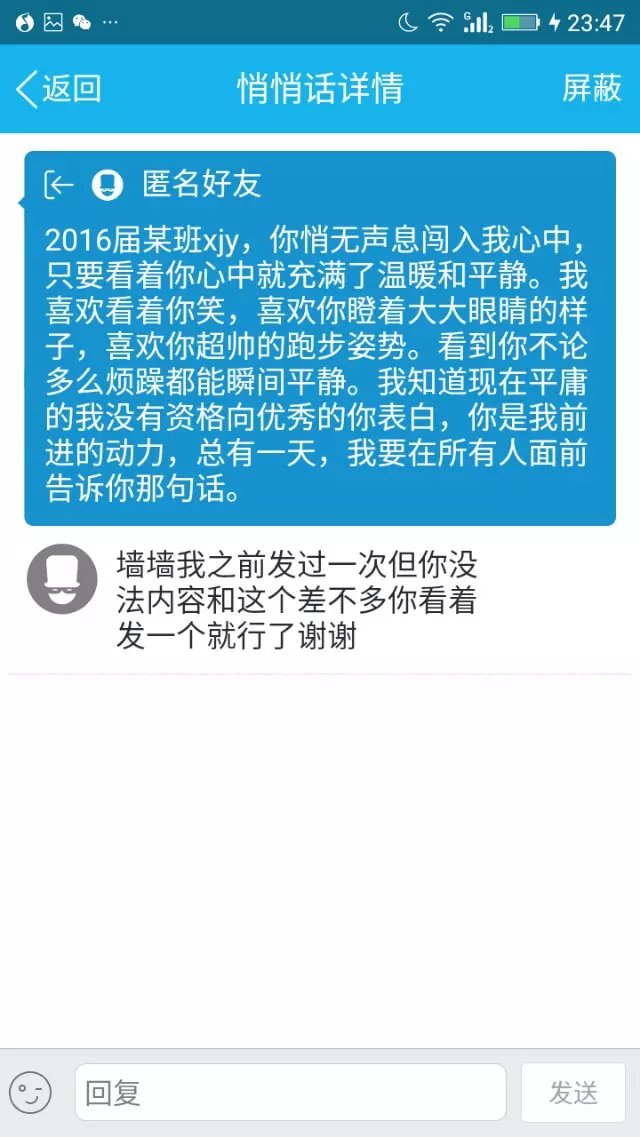 23:47
返回
悄悄话详情
屏蔽
匿名好友
2016届某班xjy，你悄无声息闯入我心中，
只要看着你心中就充满了温暖和平静。我
喜欢看着你笑，喜欢你瞪着大大眼睛的样
子，喜欢你超帅的跑步姿势。看到你不论
多么烦躁都能瞬间平静。我知道现在平庸
的我没有资格向优秀的你表白，你是我前
进的动力，总有一天，我要在所有人面前
告诉你那句话。
墙墙我之前发过一次但你没
法内容和这个差不多你看着
发一个就行了谢谢
回复
发送